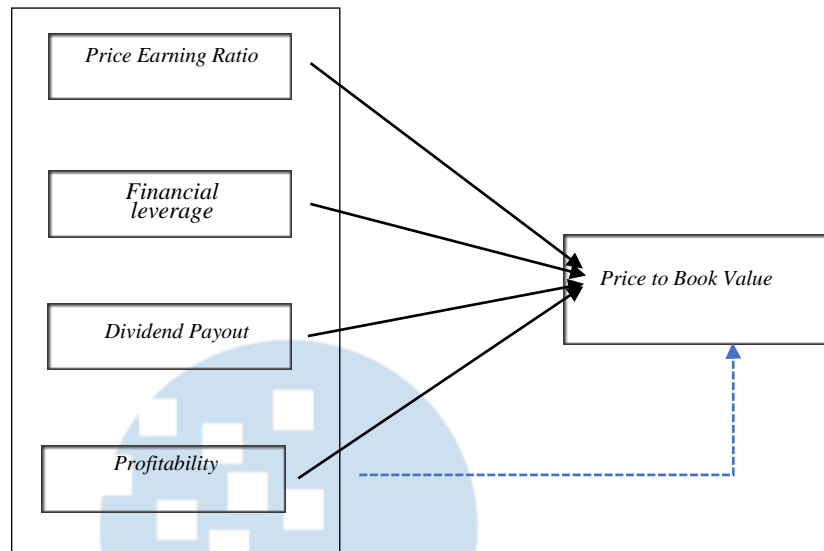 Price Earning Ratio
Financial
leverage
Price to Book Value
Dividend Payout
Profitability